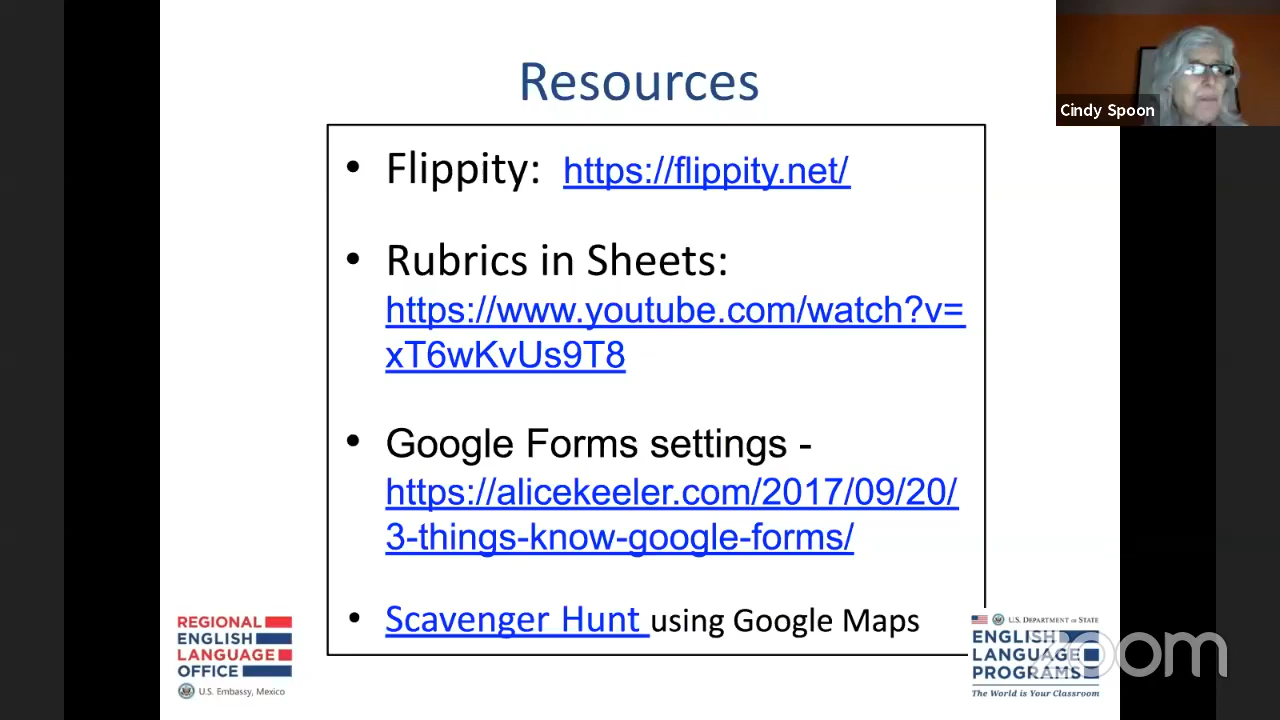 Resources
Cindy Spoon
• Flippity: https://flippity.net/
• Rubrics in Sheets:
https://www.youtube.com/watch?v=
xT6wKvUs9T8
• Google Forms settings -
https://alicekeeler.com/2017/09/20/
3-things-know-google-forms/
• Scavenger Hunt using Google Maps
REGIONAL
ENGLISH
LANGUAGE
OFFICE
U.S. Embassy, Mexico
U.S. DEPARTMENT OF STATE
ENGLISH
LANGUAGE
PROGRAMS
The World is Your Classroom
zoom